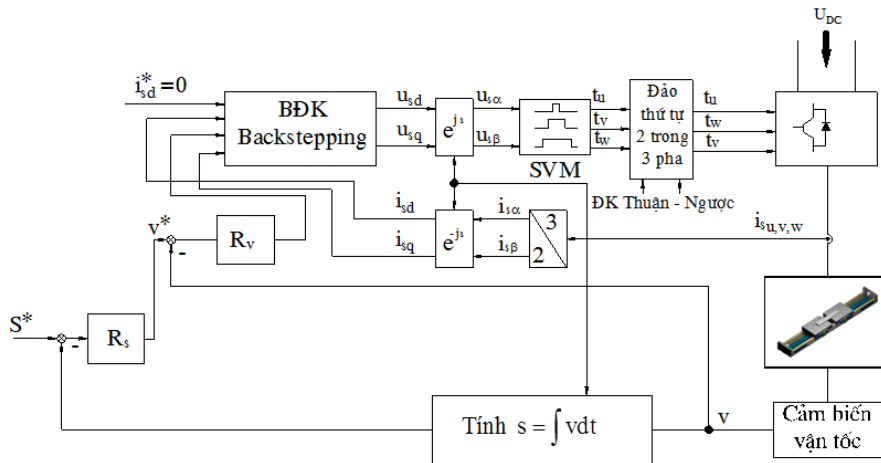 U_DC
i_sd*=0
BĐK
Backstepping
u_sd
u_sq
e^js
u_sα
u_sβ
SVM
t_u
t_v
t_w
Đảo
thứ tự
2 trong
3 pha
t_u
t_w
t_v
ĐK Thuận - Ngược
i_sd
i_sq
e^-js
i_sα
i_sβ
3
2
i_su,v,w
v*
-
R_v
S*
-
R_s
Tính s = ∫vdt
v
Cảm biến
vận tốc